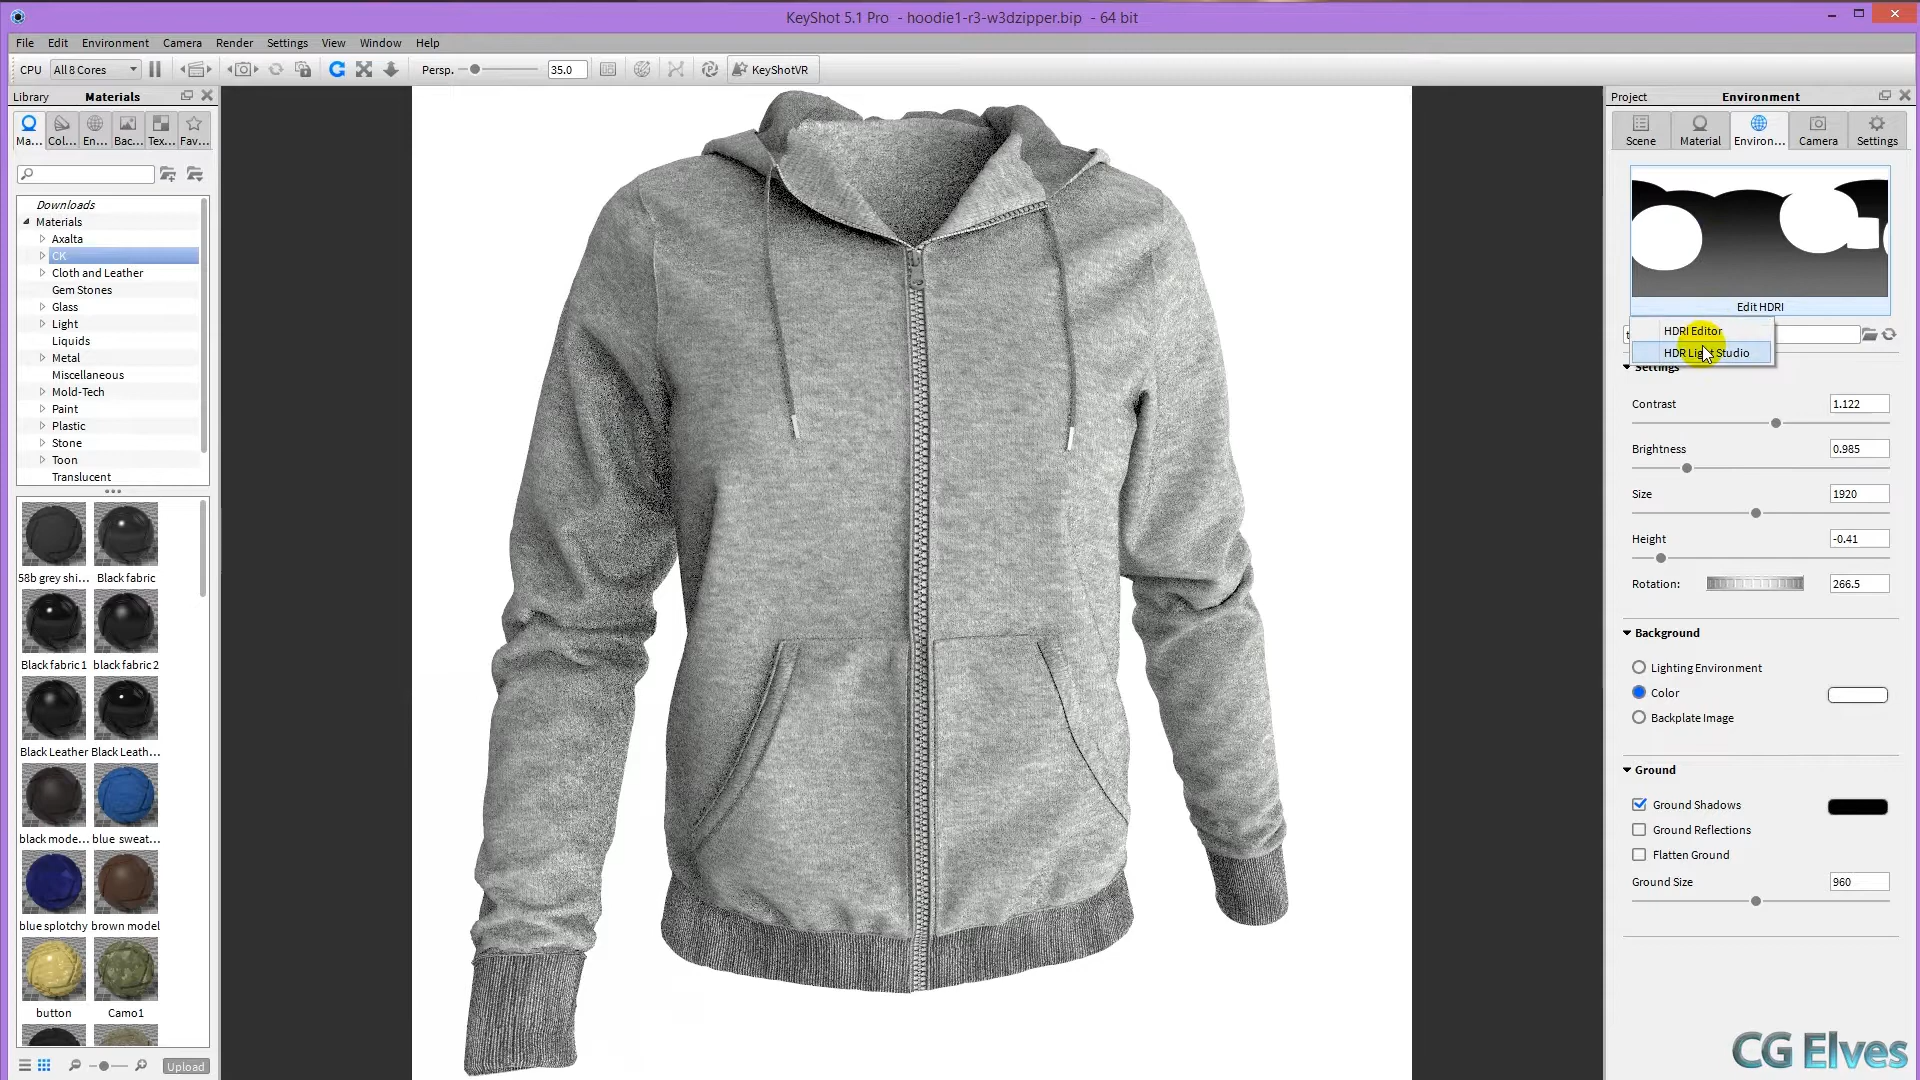 KeyShot 5.1 Pro - hoodie1-r3-w3dzipper.bip - 64 bit
File Edit Environment Camera Render Settings View Window Help
CPU All 8 Cores Persp. 35.0 KeyShotVR
Library Materials
Ma... Col... En... Bac... Tex... Fav...
Downloads
Materials
Axalta
CK
Cloth and Leather
Gem Stones
Glass
Light
Liquids
Metal
Miscellaneous
Mold-Tech
Paint
Plastic
Stone
Toon
Translucent
58b grey shi... Black fabric
Black fabric1 black fabric2
Black Leather Black Leath...
black mode... blue sweat...
blue splotchy brown model
button Camo1
Upload
Project Environment
Scene Material Environ... Camera Settings
Edit HDRI
HDRI Editor
HDR Light Studio
Settings
Contrast 1.122
Brightness 0.985
Size 1920
Height -0.41
Rotation: 266.5
Background
Lighting Environment
Color
Backplate Image
Ground
Ground Shadows
Ground Reflections
Flatten Ground
Ground Size 960
CG Elves